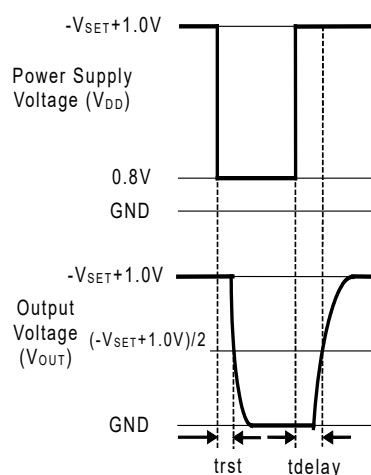 -VSET+1.0V
Power Supply
Voltage (VDD)
0.8V
GND
-VSET+1.0V
Output
Voltage
(VOUT)
(-VSET+1.0V)/2
GND
trst
tdelay